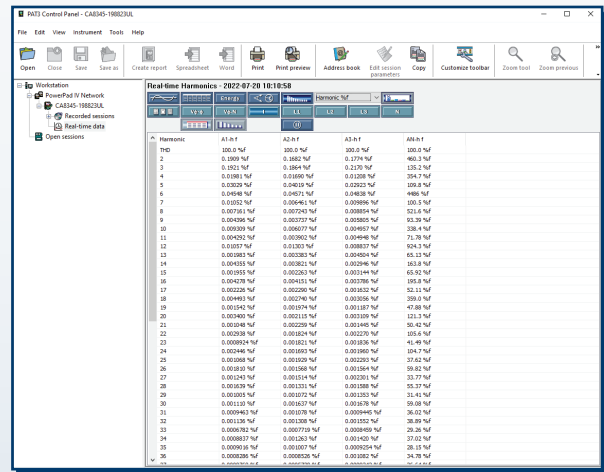 PAT3 Control Panel - CA8345-198823UL
File Edit View Instrument Tools Help
Open Close Save Save as Create report Spreadsheet Word Print Print preview Address book Edit session parameters Copy Customize toolbar Zoom tool Zoom previous
Workstation
PowerPad IV Network
CA8345-198823UL
Recorded sessions
Real-time data
Open sessions
Real-time Harmonics - 2022-07-20 10:10:58
Energy Harmonic %f
V÷φ V÷N L1 L2 L3 N
Harmonic A1-h f A2-h f A3-h f AN-h f
THD 100.0 %f 100.0 %f 100.0 %f 100.0 %f
2 0.1909 %f 0.1682 %f 0.1774 %f 460.3 %f
3 0.1921 %f 0.1864 %f 0.2170 %f 135.2 %f
4 0.01981 %f 0.01690 %f 0.01208 %f 354.7 %f
5 0.03029 %f 0.04019 %f 0.02923 %f 109.8 %f
6 0.04548 %f 0.04571 %f 0.04838 %f 4486 %f
7 0.01052 %f 0.006461 %f 0.009896 %f 100.5 %f
8 0.007161 %f 0.007243 %f 0.008854 %f 521.6 %f
9 0.004396 %f 0.003737 %f 0.005805 %f 93.39 %f
10 0.009309 %f 0.006077 %f 0.004957 %f 338.4 %f
11 0.004292 %f 0.003902 %f 0.004948 %f 71.78 %f
12 0.01057 %f 0.01303 %f 0.008837 %f 924.3 %f
13 0.001983 %f 0.003383 %f 0.004504 %f 65.13 %f
14 0.004355 %f 0.003821 %f 0.002946 %f 163.8 %f
15 0.001955 %f 0.002263 %f 0.003144 %f 65.92 %f
16 0.004278 %f 0.004151 %f 0.003786 %f 195.8 %f
17 0.002226 %f 0.002290 %f 0.001632 %f 52.11 %f
18 0.004493 %f 0.002740 %f 0.003056 %f 359.0 %f
19 0.001542 %f 0.001974 %f 0.001187 %f 47.88 %f
20 0.003400 %f 0.002115 %f 0.003109 %f 121.3 %f
21 0.001048 %f 0.002259 %f 0.001445 %f 50.42 %f
22 0.002938 %f 0.001824 %f 0.002270 %f 105.6 %f
23 0.0008924 %f 0.001821 %f 0.001836 %f 41.49 %f
24 0.002446 %f 0.001693 %f 0.001960 %f 104.7 %f
25 0.001068 %f 0.001929 %f 0.002293 %f 37.62 %f
26 0.001810 %f 0.001568 %f 0.001564 %f 59.82 %f
27 0.001243 %f 0.001514 %f 0.002301 %f 33.77 %f
28 0.001639 %f 0.001331 %f 0.001588 %f 55.37 %f
29 0.001005 %f 0.001072 %f 0.001353 %f 31.41 %f
30 0.001110 %f 0.001637 %f 0.001678 %f 59.08 %f
31 0.0009463 %f 0.001078 %f 0.0009445 %f 36.02 %f
32 0.001136 %f 0.001308 %f 0.001552 %f 38.89 %f
33 0.0006782 %f 0.0007719 %f 0.0008459 %f 29.26 %f
34 0.0008837 %f 0.001263 %f 0.001420 %f 37.02 %f
35 0.0009016 %f 0.001007 %f 0.0009254 %f 28.15 %f
36 0.0008286 %f 0.0008526 %f 0.001082 %f 34.78 %f